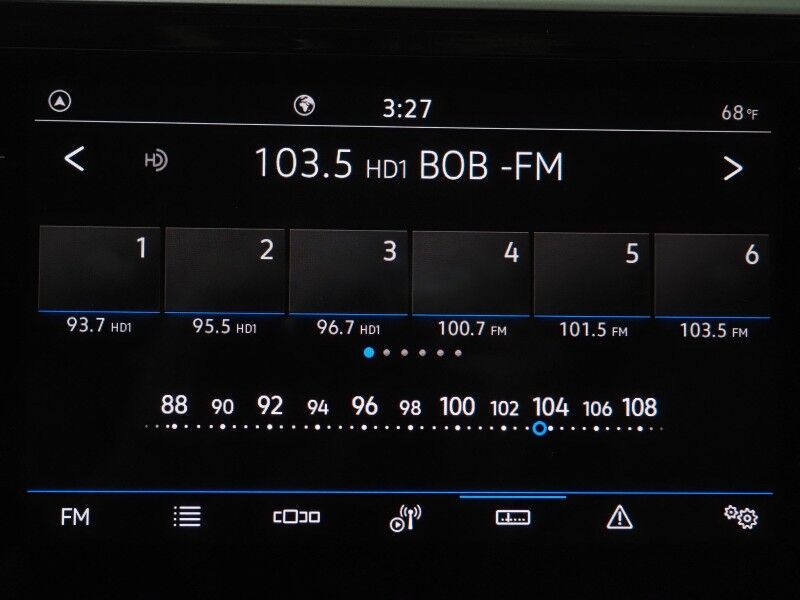 3:27
68 °F
HD 103.5 HD1 BOB -FM
1 2 3 4 5 6
93.7 HD1 95.5 HD1 96.7 HD1 100.7 FM 101.5 FM 103.5 FM
88 90 92 94 96 98 100 102 104 106 108
FM